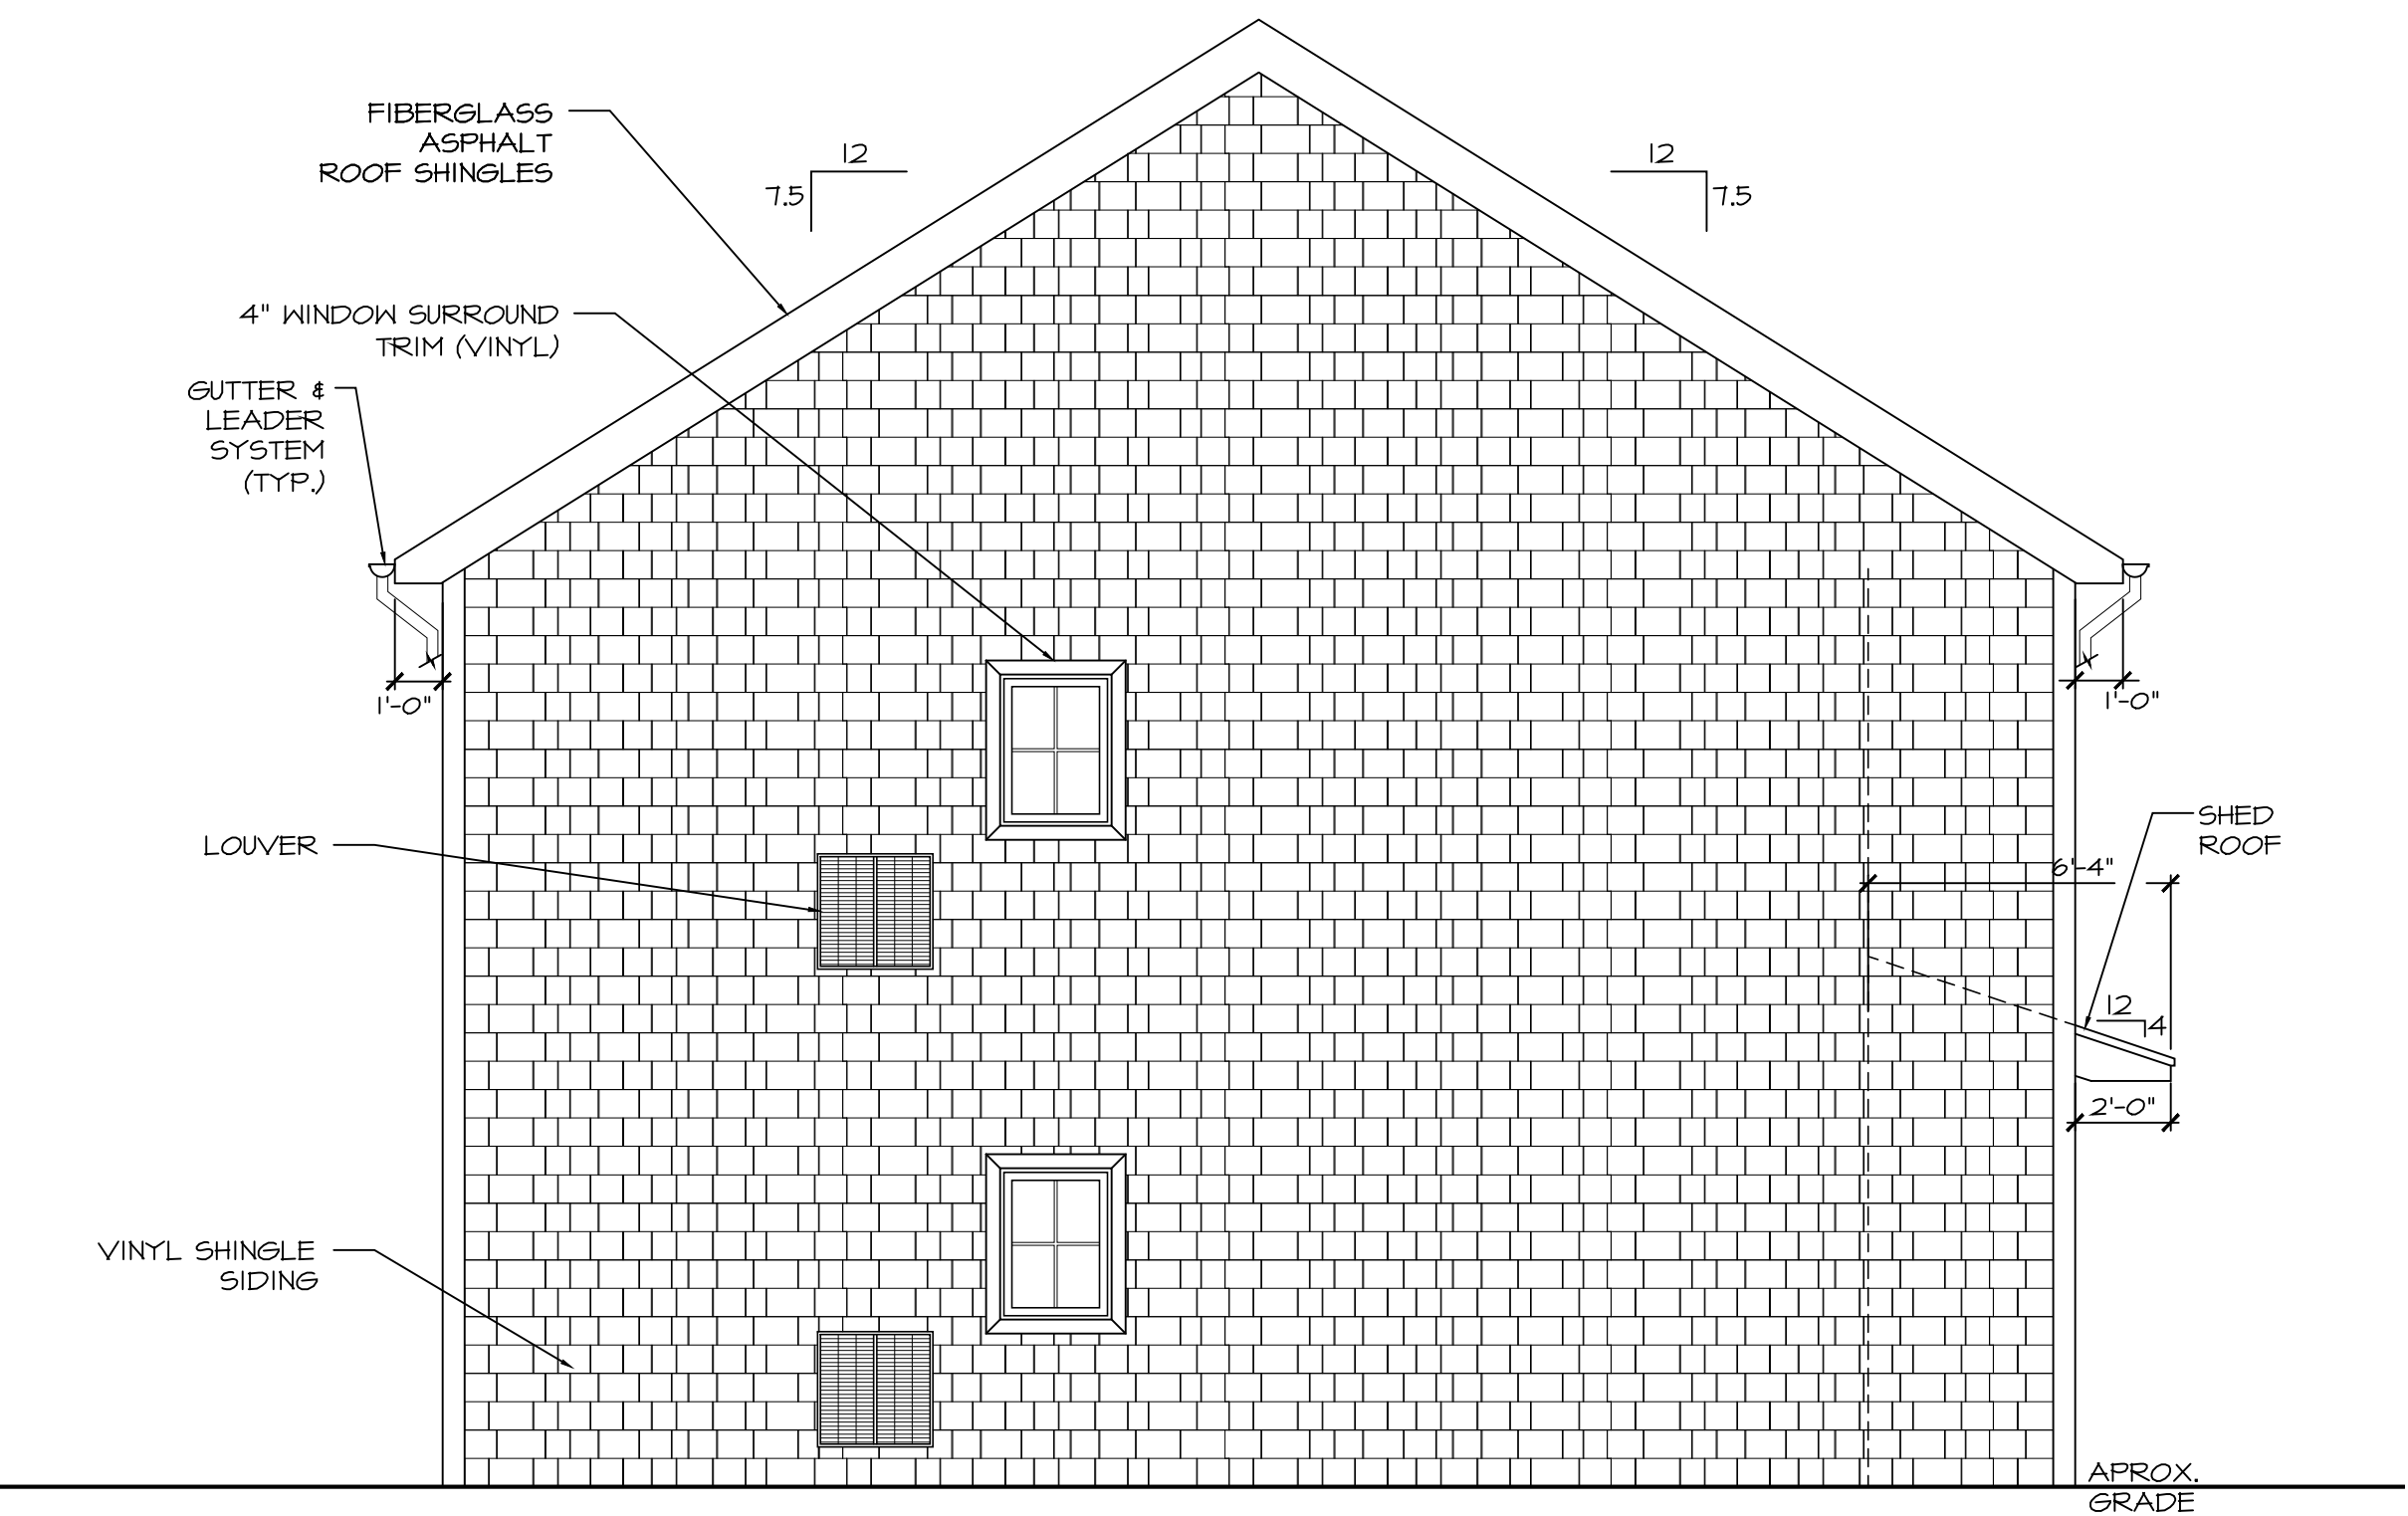 FIBERGLASS
ASPHALT
ROOF SHINGLES
12
7.5
12
7.5
4" WINDOW SURROUND
TRIM (VINYL)
GUTTER &
LEADER
SYSTEM
(TYP.)
1'-0"
1'-0"
LOUVER
SHED
ROOF
6'-4"
12
4
2'-0"
VINYL SHINGLE
SIDING
APROX.
GRADE